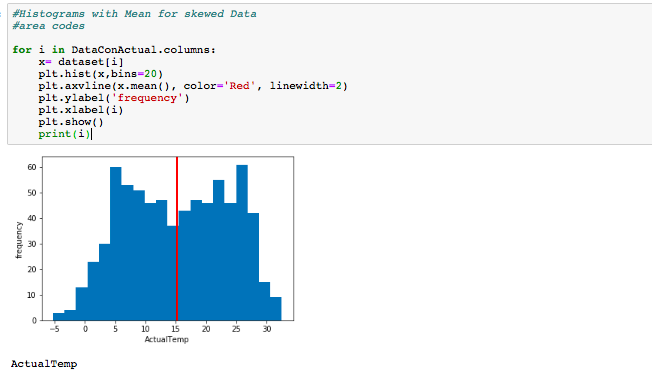 #Histograms with Mean for skewed Data
#area codes
for i in DataConActual.columns:
x= dataset[i]
plt.hist(x,bins=20)
plt.axvline(x.mean(), color='Red', linewidth=2)
plt.ylabel('frequency')
plt.xlabel(i)
plt.show()
print(i)
60
50
40
30
20
10
0
frequency
−5 0 5 10 15 20 25 30
ActualTemp
ActualTemp